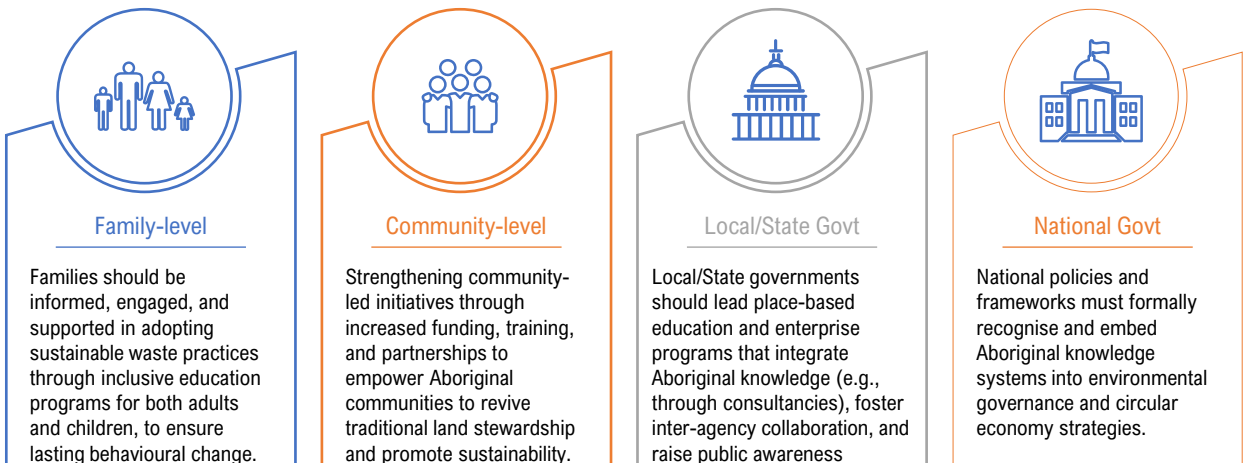 Family-level
Families should be
informed, engaged, and
supported in adopting
sustainable waste practices
through inclusive education
programs for both adults
and children, to ensure
lasting behavioural change.
Community-level
Strengthening community-
led initiatives through
increased funding, training,
and partnerships to
empower Aboriginal
communities to revive
traditional land stewardship
and promote sustainability.
Local/State Govt
Local/State governments
should lead place-based
education and enterprise
programs that integrate
Aboriginal knowledge (e.g.,
through consultancies), foster
inter-agency collaboration, and
raise public awareness
National Govt
National policies and
frameworks must formally
recognise and embed
Aboriginal knowledge
systems into environmental
governance and circular
economy strategies.